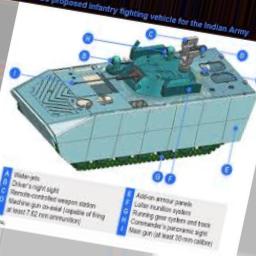 proposed infantry fighting vehicle for the Indian Army
H
C
B
D
I
E
G
F
A Water-jets
B Driver's night sight
C Remote-controlled weapon station
D Machine gun co-axial (capable of firing
at least 7.62 mm ammunition)
E Add-on armour panels
F Loiter munition system
G Running gear system and track
H Commander's panoramic sight
I Main gun (at least 30 mm calibre)